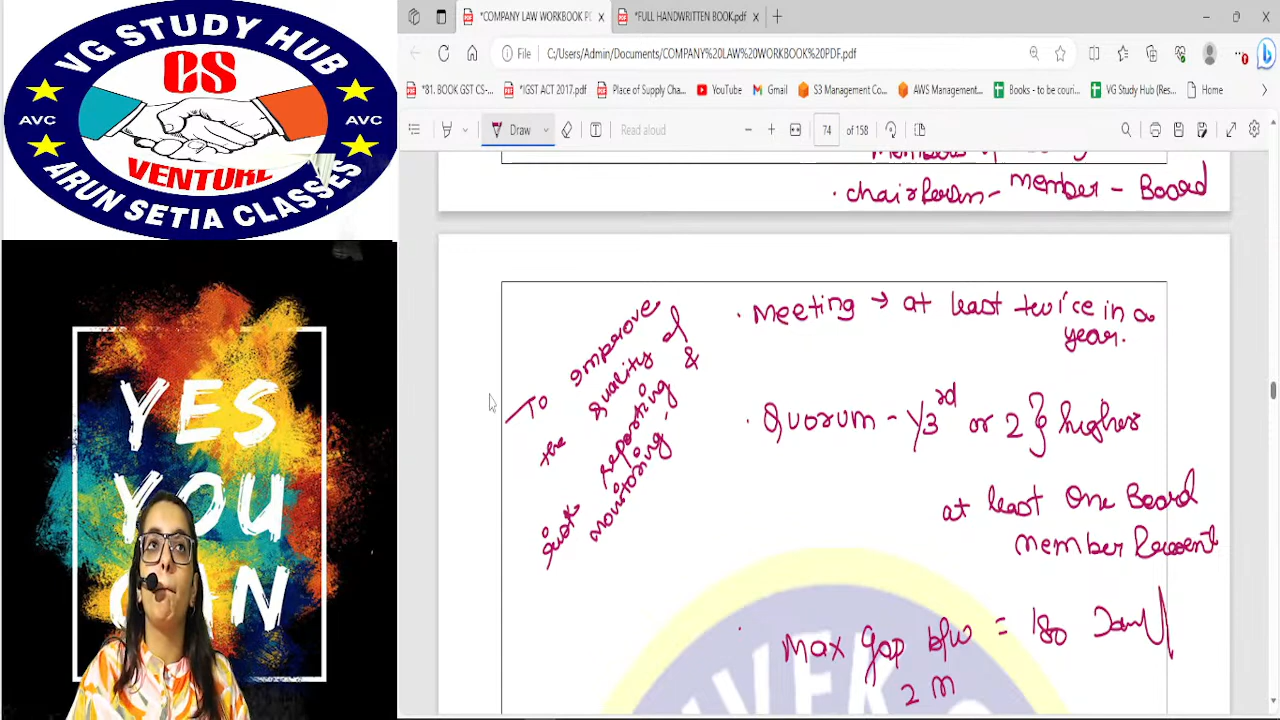 VG STUDY HUB
CS
AVC
AVC
VENTURE
ARUN SETIA CLASSES
YES
YOU
CAN
*COMPANY LAW WORKBOOK PD
*FULL HANDWRITTEN BOOK.pdf
File
C:/Users/Admin/Documents/COMPANY%20LAW%20WORKBOOK%20PDF.pdf
*81. BOOK GST CS-...
*IGST ACT 2017.pdf
Place of Supply Cha...
YouTube
Gmail
S3 Management Co...
AWS Management...
Books - to be couri...
VG Study Hub (Res...
Home
Draw
Read aloud
74 of 158
Members
· chairperson - member - Board
To improve
the quality of
reporting &
monitoring -
· Meeting → at least twice in a
year.
· Quorum - 1/3rd or 2 } higher
at least One Board
member Present
· Max Gap b/w = 180 Days
2 M